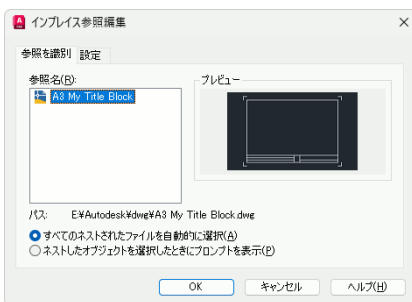 インプレイス参照編集
参照を識別 設定
参照名(R):
A3 My Title Block
プレビュー
パス: E:¥Autodesk¥dwg¥A3 My Title Block.dwg
すべてのネストされたファイルを自動的に選択(A)
ネストしたオブジェクトを選択したときにプロンプトを表示(P)
OK キャンセル ヘルプ(H)